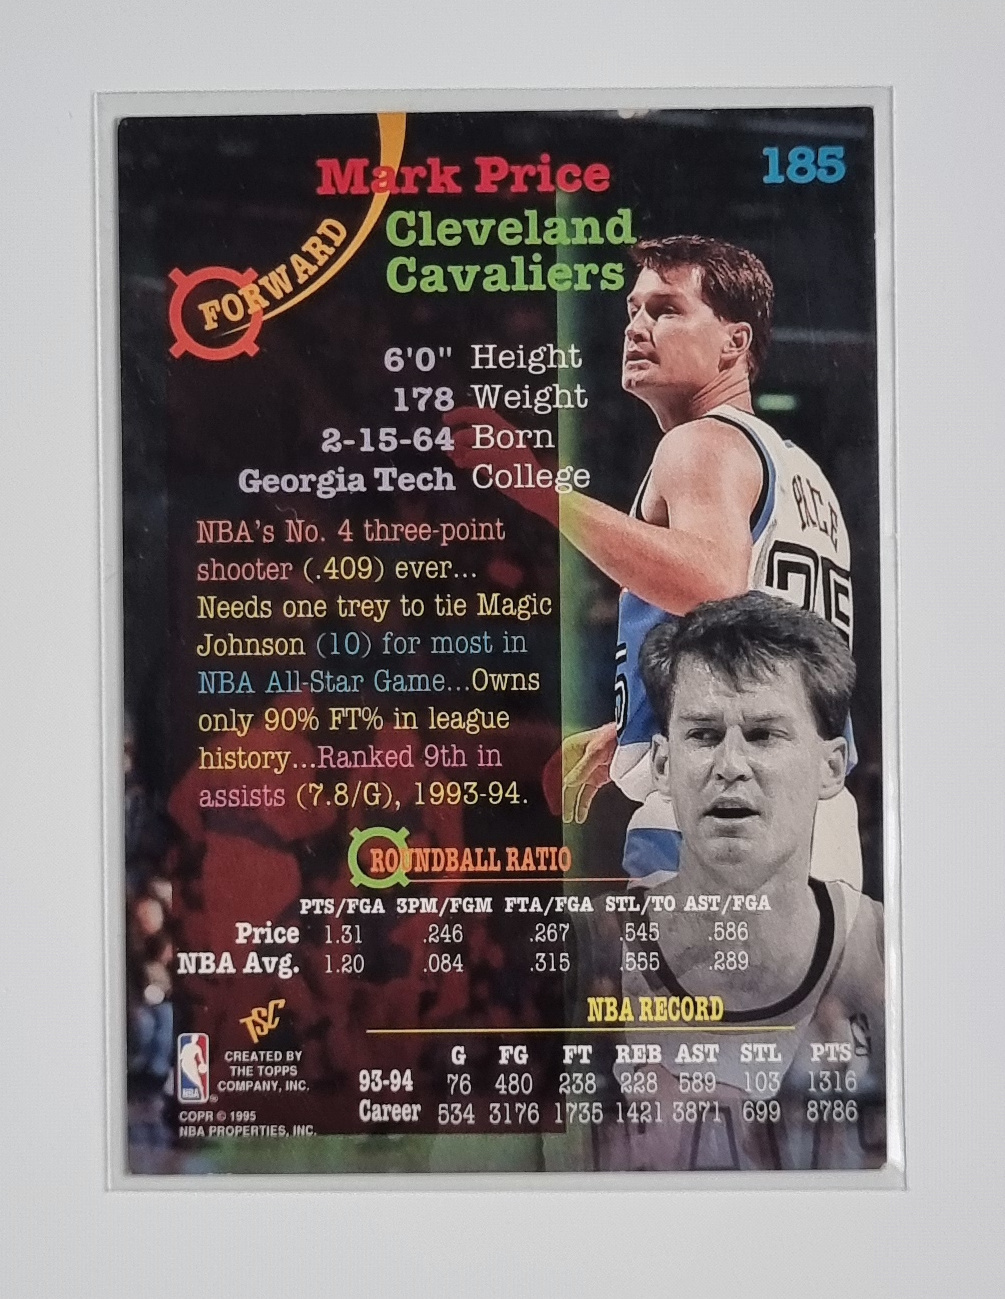 185
Mark Price
Cleveland
Cavaliers
FORWARD
6'0" Height
178 Weight
2-15-64 Born
Georgia Tech College
NBA's No. 4 three-point
shooter (.409) ever...
Needs one trey to tie Magic
Johnson (10) for most in
NBA All-Star Game...Owns
only 90% FT% in league
history...Ranked 9th in
assists (7.8/G), 1993-94.
ROUNDBALL RATIO
PTS/FGA 3PM/FGM FTA/FGA STL/TO AST/FGA
Price 1.31 .246 .267 .545 .586
NBA Avg. 1.20 .084 .315 .555 .289
NBA RECORD
G FG FT REB AST STL PTS
93-94 76 480 238 228 589 103 1316
Career 534 3176 1735 1421 3871 699 8786
TSC
NBA
CREATED BY
THE TOPPS
COMPANY, INC.
COPR © 1995
NBA PROPERTIES, INC.
PRICE
25